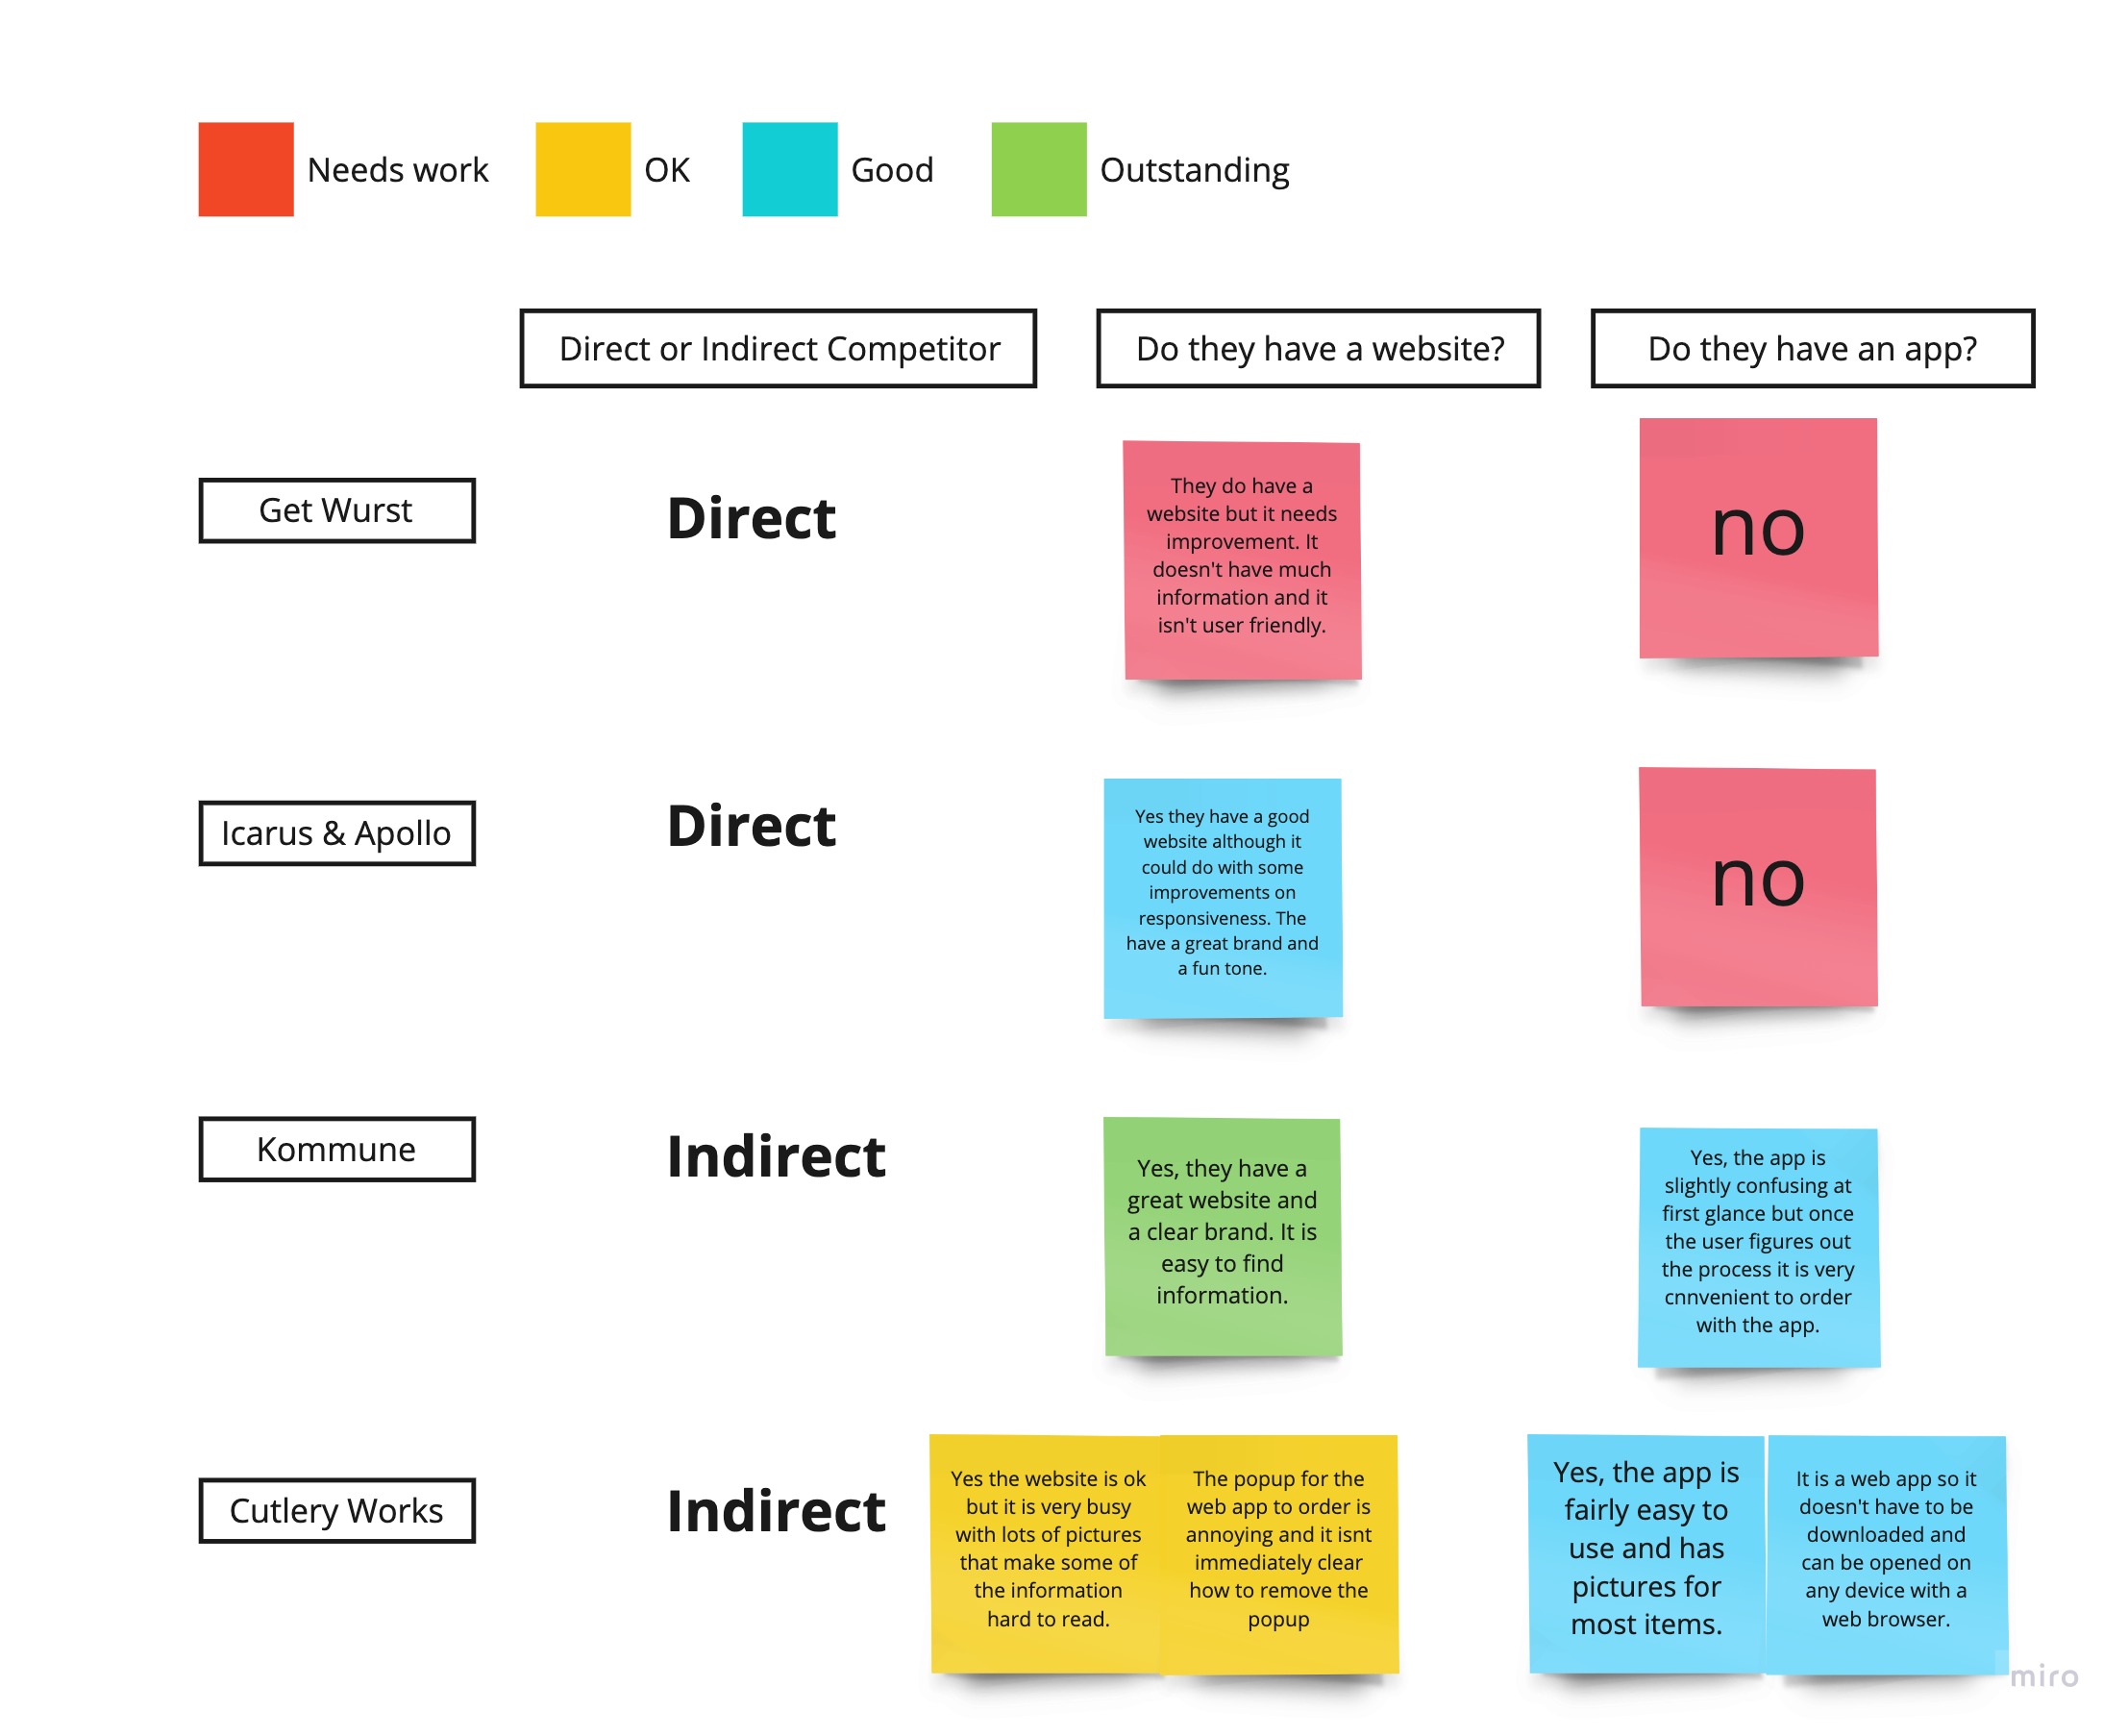 Needs work
OK
Good
Outstanding
Direct or Indirect Competitor
Do they have a website?
Do they have an app?
Get Wurst
Direct
They do have a
website but it needs
improvement. It
doesn't have much
information and it
isn't user friendly.
no
Icarus & Apollo
Direct
Yes they have a good
website although it
could do with some
improvements on
responsiveness. The
have a great brand and
a fun tone.
no
Kommune
Indirect
Yes, they have a
great website and
a clear brand. It is
easy to find
information.
Yes, the app is
slightly confusing at
first glance but once
the user figures out
the process it is very
cnnvenient to order
with the app.
Cutlery Works
Indirect
Yes the website is ok
but it is very busy
with lots of pictures
that make some of
the information
hard to read.
The popup for the
web app to order is
annoying and it isnt
immediately clear
how to remove the
popup
Yes, the app is
fairly easy to
use and has
pictures for
most items.
It is a web app so it
doesn't have to be
downloaded and
can be opened on
any device with a
web browser.
miro